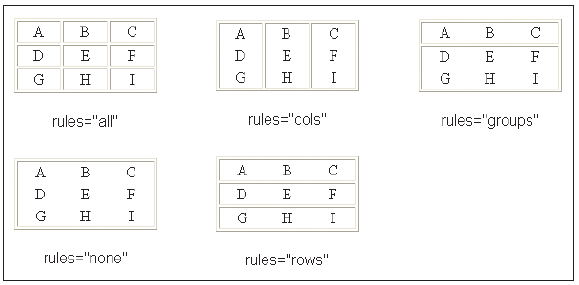 A B C
D E F
G H I
rules="all"
A B C
D E F
G H I
rules="cols"
A B C
D E F
G H I
rules="groups"
A B C
D E F
G H I
rules="none"
A B C
D E F
G H I
rules="rows"